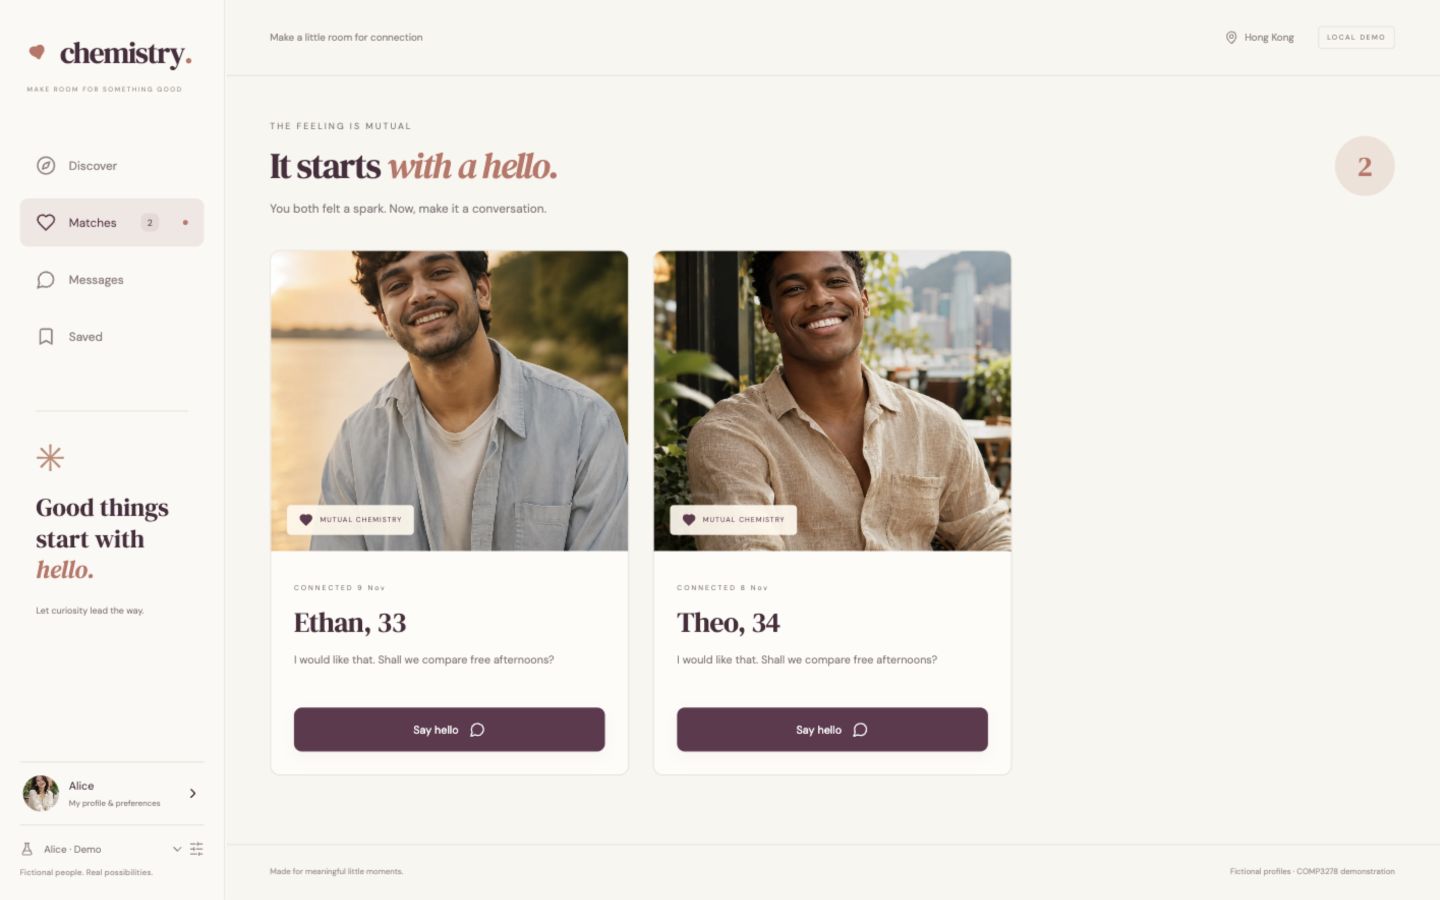 chemistry.
MAKE ROOM FOR SOMETHING GOOD
Discover
Matches 2
Messages
Saved
Good things
start with
hello.
Let curiosity lead the way.
Alice
My profile & preferences
Alice · Demo
Fictional people. Real possibilities.
Make a little room for connection
Hong Kong
LOCAL DEMO
THE FEELING IS MUTUAL
It starts with a hello.
You both felt a spark. Now, make it a conversation.
2
MUTUAL CHEMISTRY
CONNECTED 9 Nov
Ethan, 33
I would like that. Shall we compare free afternoons?
Say hello
MUTUAL CHEMISTRY
CONNECTED 8 Nov
Theo, 34
I would like that. Shall we compare free afternoons?
Say hello
Made for meaningful little moments.
Fictional profiles · COMP3278 demonstration